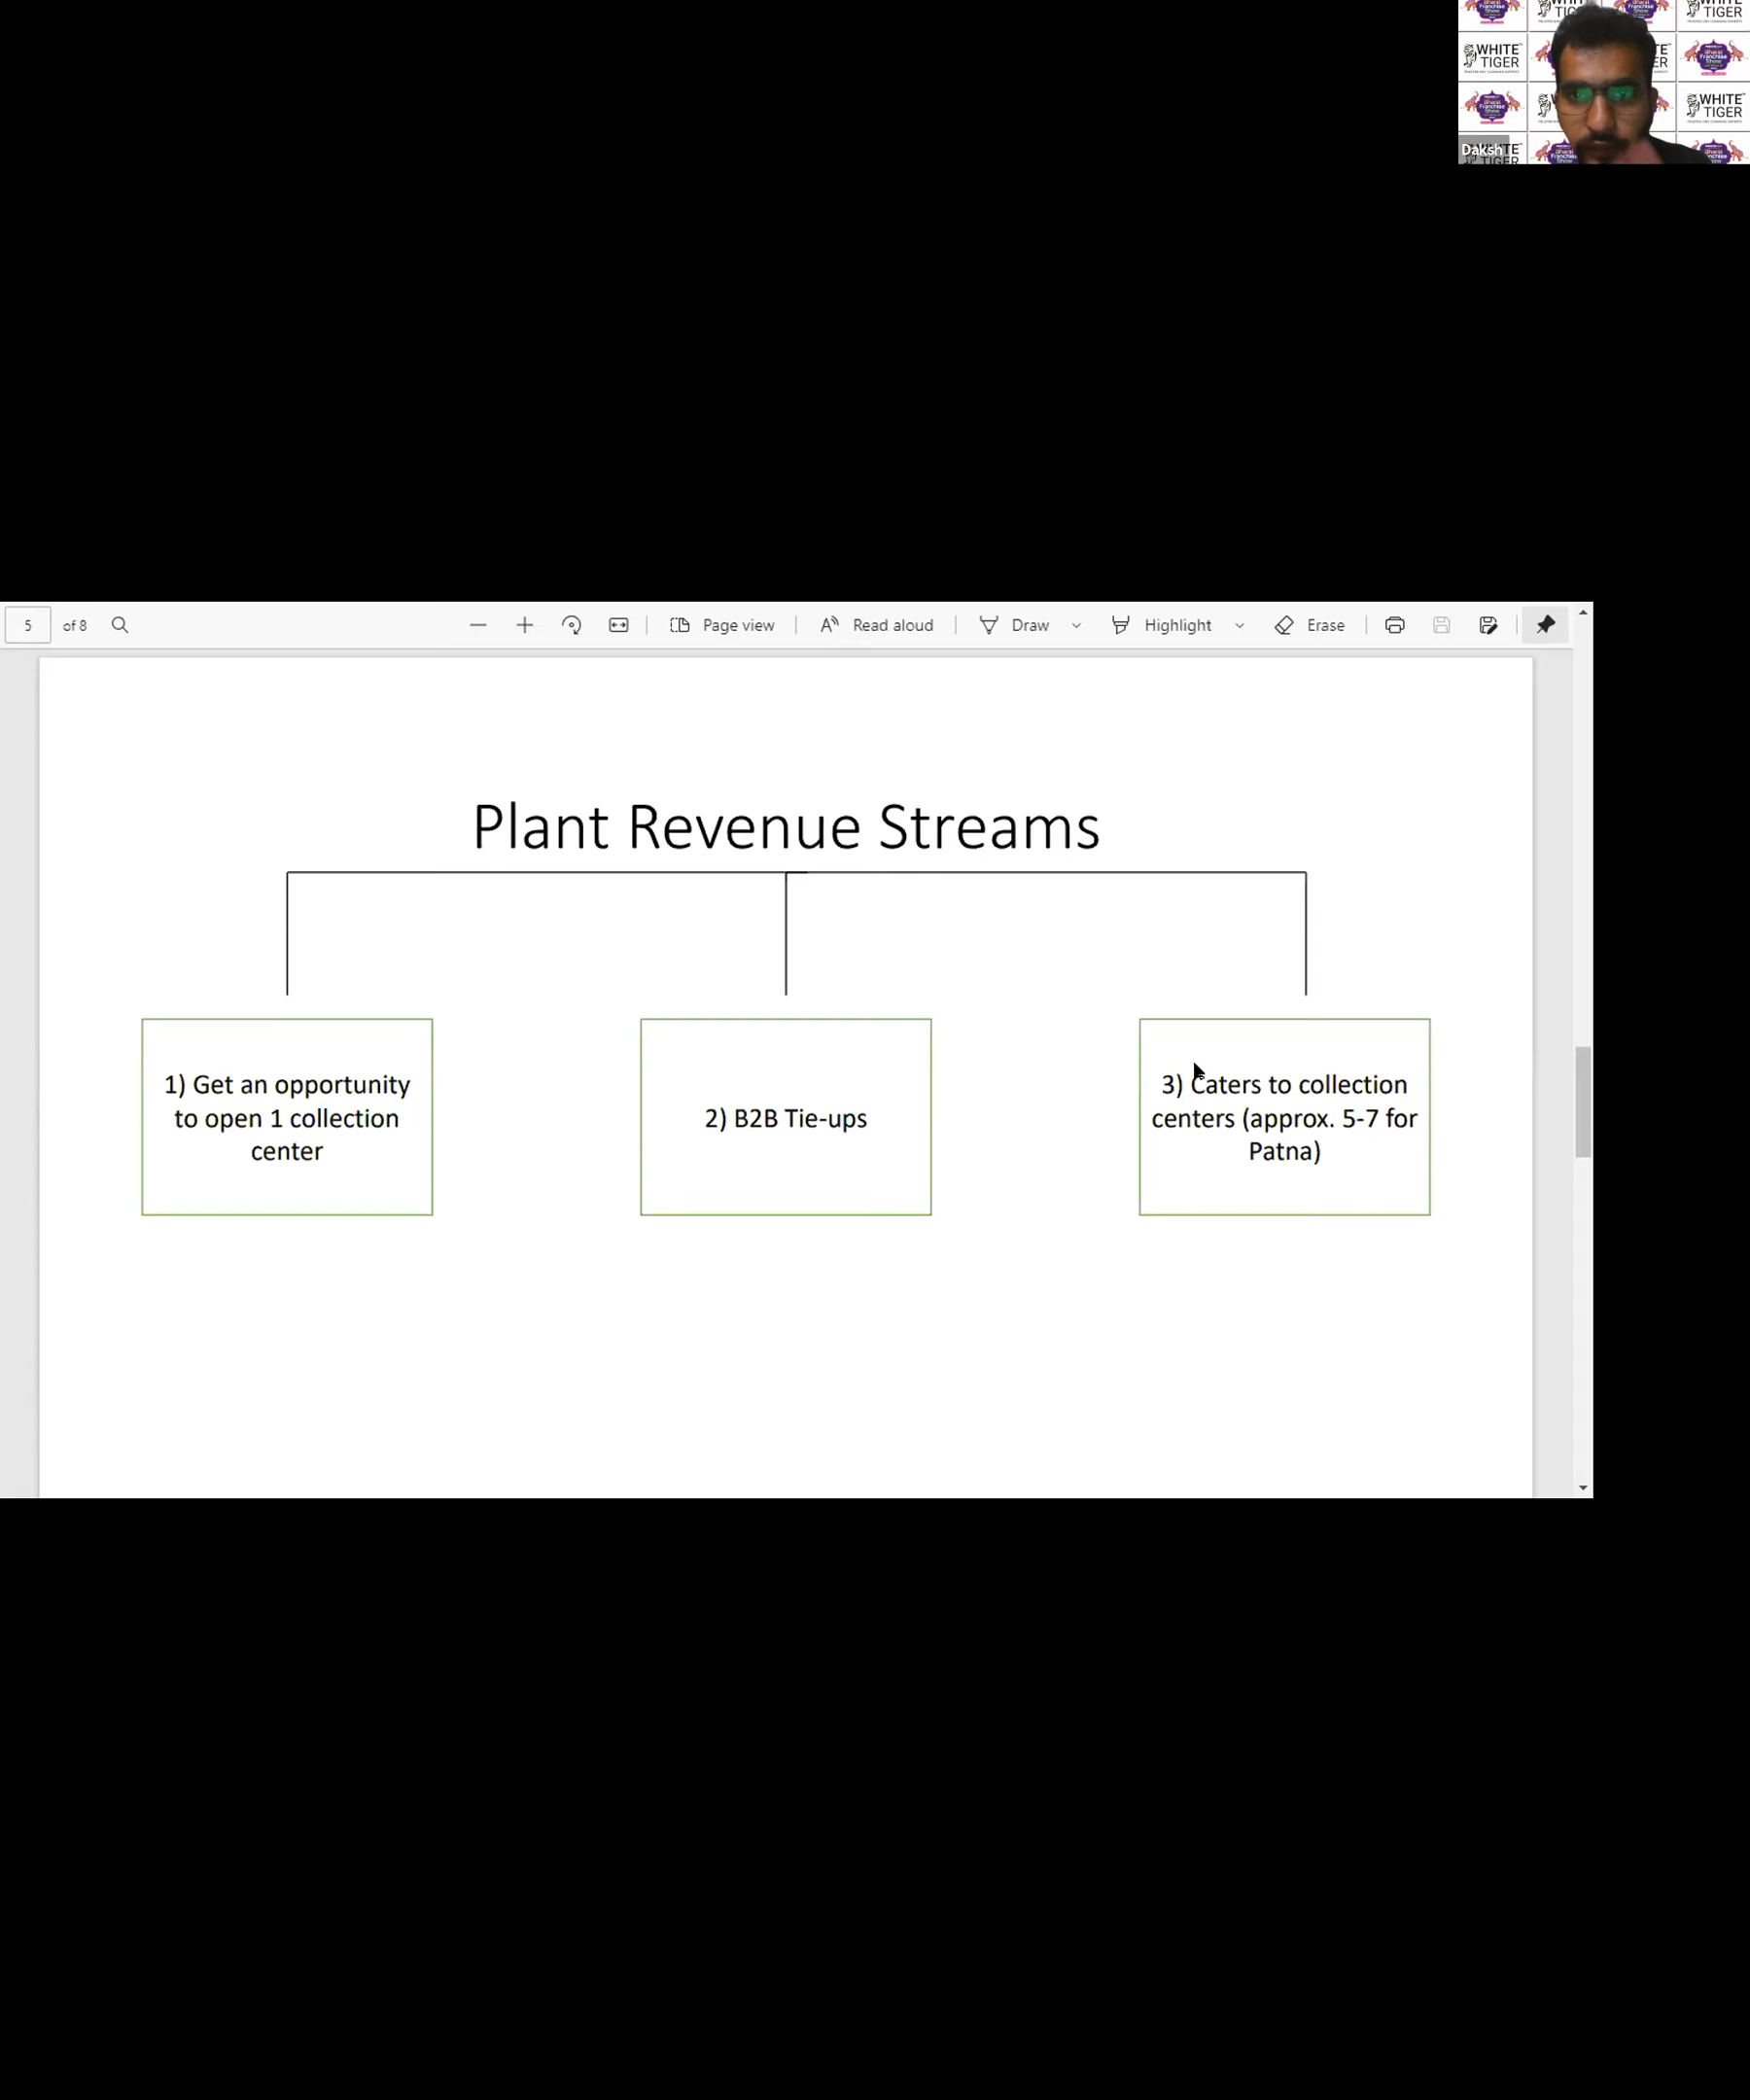 WHITE
TIGER
WHITE
TIGER
Daksh
5 of 8
Page view
Read aloud
Draw
Highlight
Erase
Plant Revenue Streams
1) Get an opportunity
to open 1 collection
center
2) B2B Tie-ups
3) Caters to collection
centers (approx. 5-7 for
Patna)